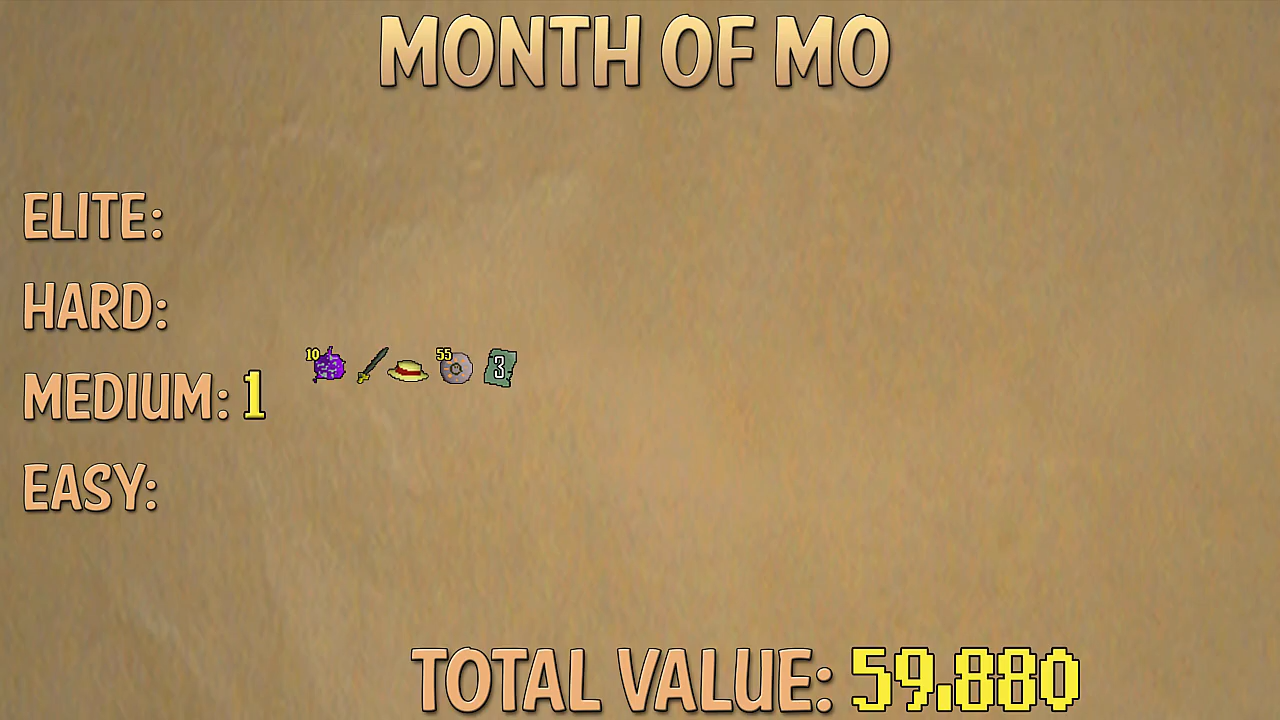 MONTH OF MO
ELITE:
HARD:
10 55 3
MEDIUM: 1
EASY:
TOTAL VALUE: 59,880